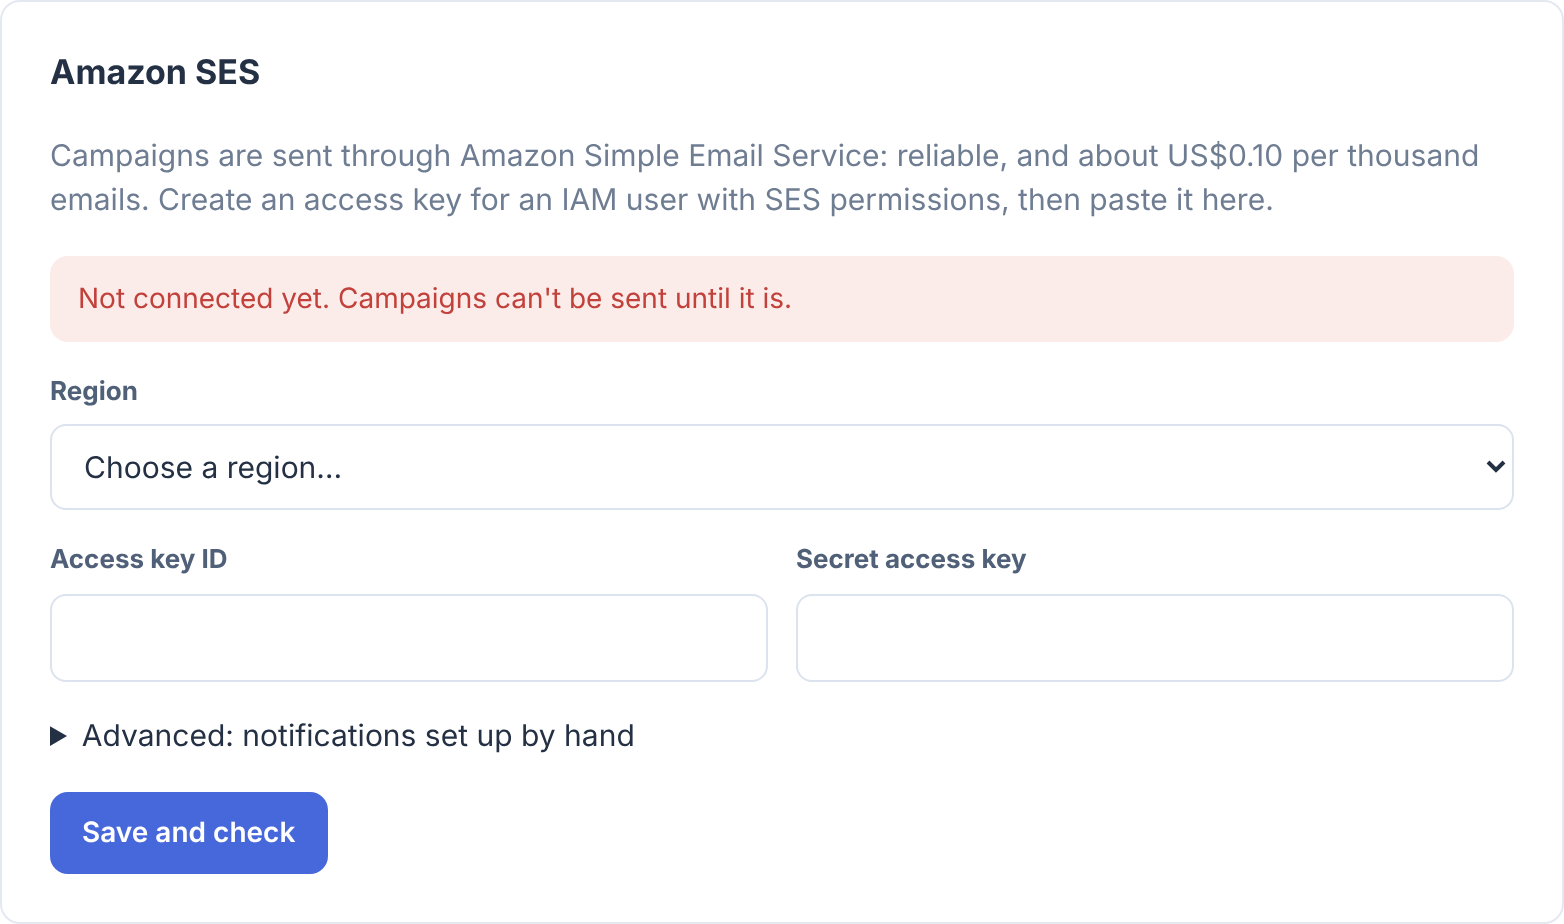 Amazon SES
Campaigns are sent through Amazon Simple Email Service: reliable, and about US$0.10 per thousand
emails. Create an access key for an IAM user with SES permissions, then paste it here.
Not connected yet. Campaigns can't be sent until it is.
Region
Choose a region...
Access key ID
Secret access key
Advanced: notifications set up by hand
Save and check